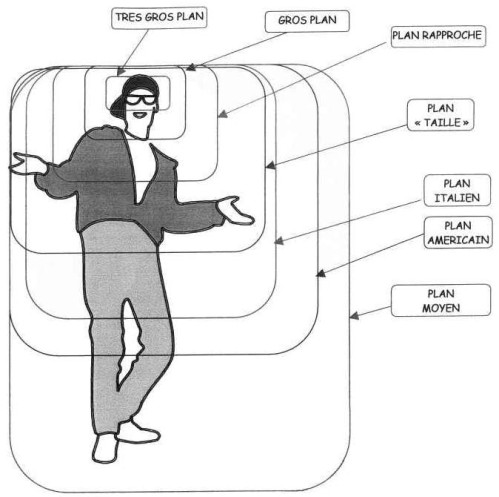 TRES GROS PLAN
GROS PLAN
PLAN RAPPROCHE
PLAN
« TAILLE »
PLAN
ITALIEN
PLAN
AMERICAIN
PLAN
MOYEN